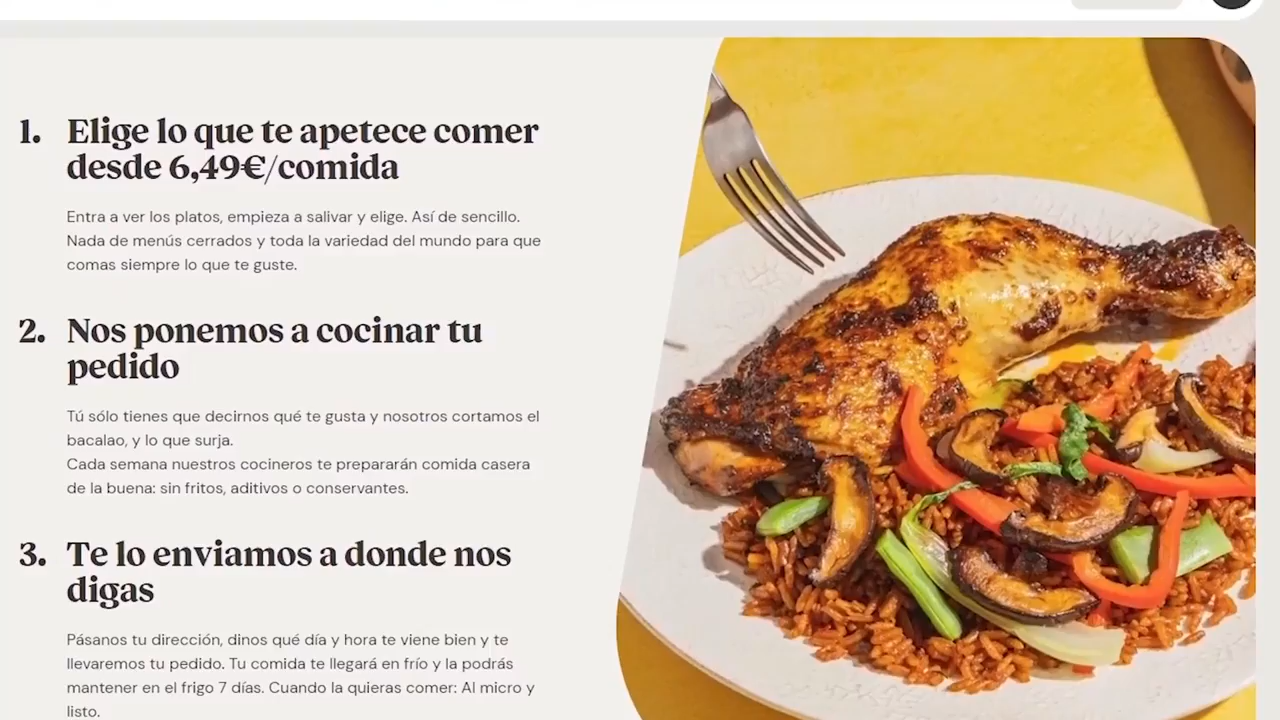 1. Elige lo que te apetece comer
desde 6,49€/comida
Entra a ver los platos, empieza a salivar y elige. Así de sencillo.
Nada de menús cerrados y toda la variedad del mundo para que
comas siempre lo que te guste.
2. Nos ponemos a cocinar tu
pedido
Tú sólo tienes que decirnos qué te gusta y nosotros cortamos el
bacalao, y lo que surja.
Cada semana nuestros cocineros te prepararán comida casera
de la buena: sin fritos, aditivos o conservantes.
3. Te lo enviamos a donde nos
digas
Pásanos tu dirección, dinos qué día y hora te viene bien y te
llevaremos tu pedido. Tu comida te llegará en frío y la podrás
mantener en el frigo 7 días. Cuando la quieras comer: Al micro y
listo.